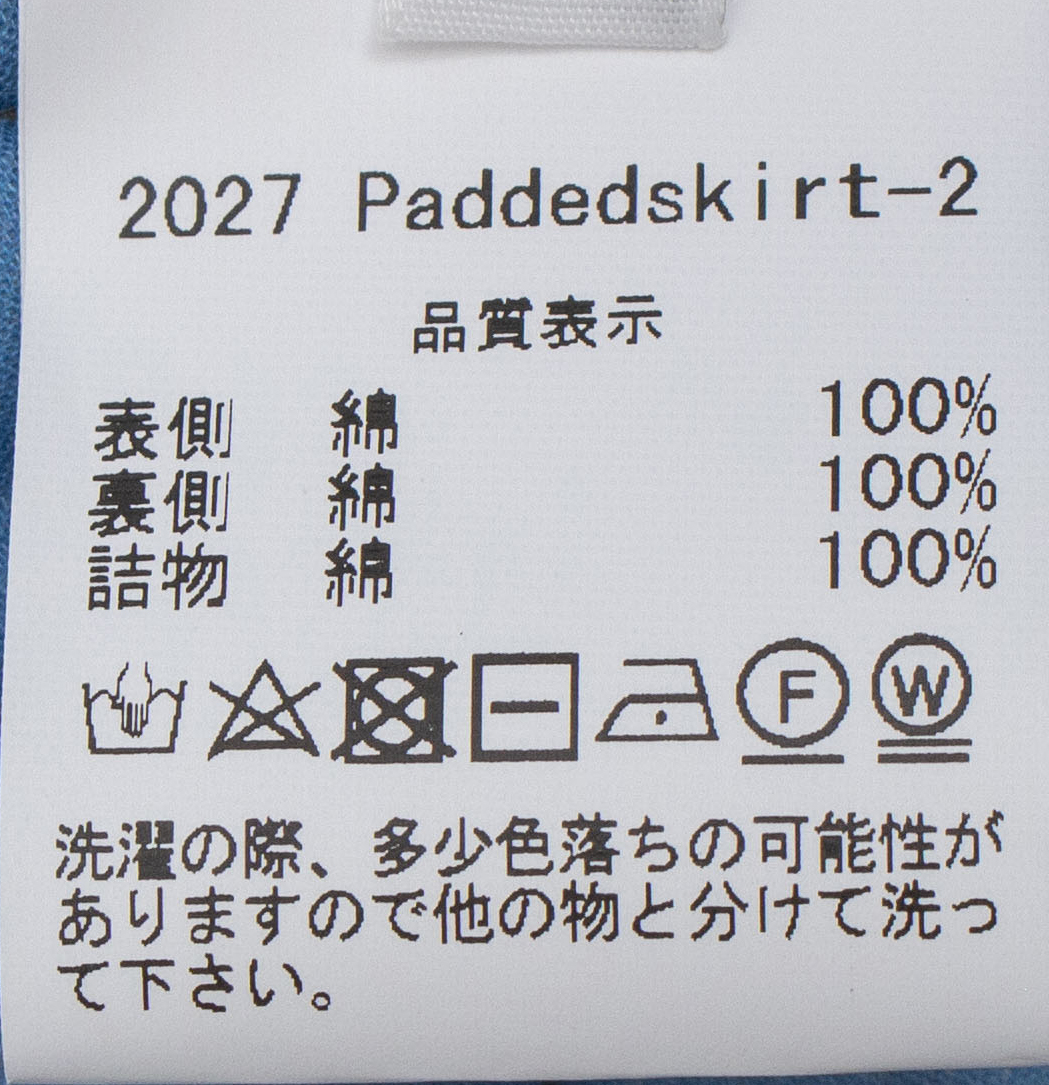 2027 Paddedskirt-2
品質表示
表側 綿 100%
裏側 綿 100%
詰物 綿 100%
F W
洗濯の際、多少色落ちの可能性が
ありますので他の物と分けて洗っ
て下さい。